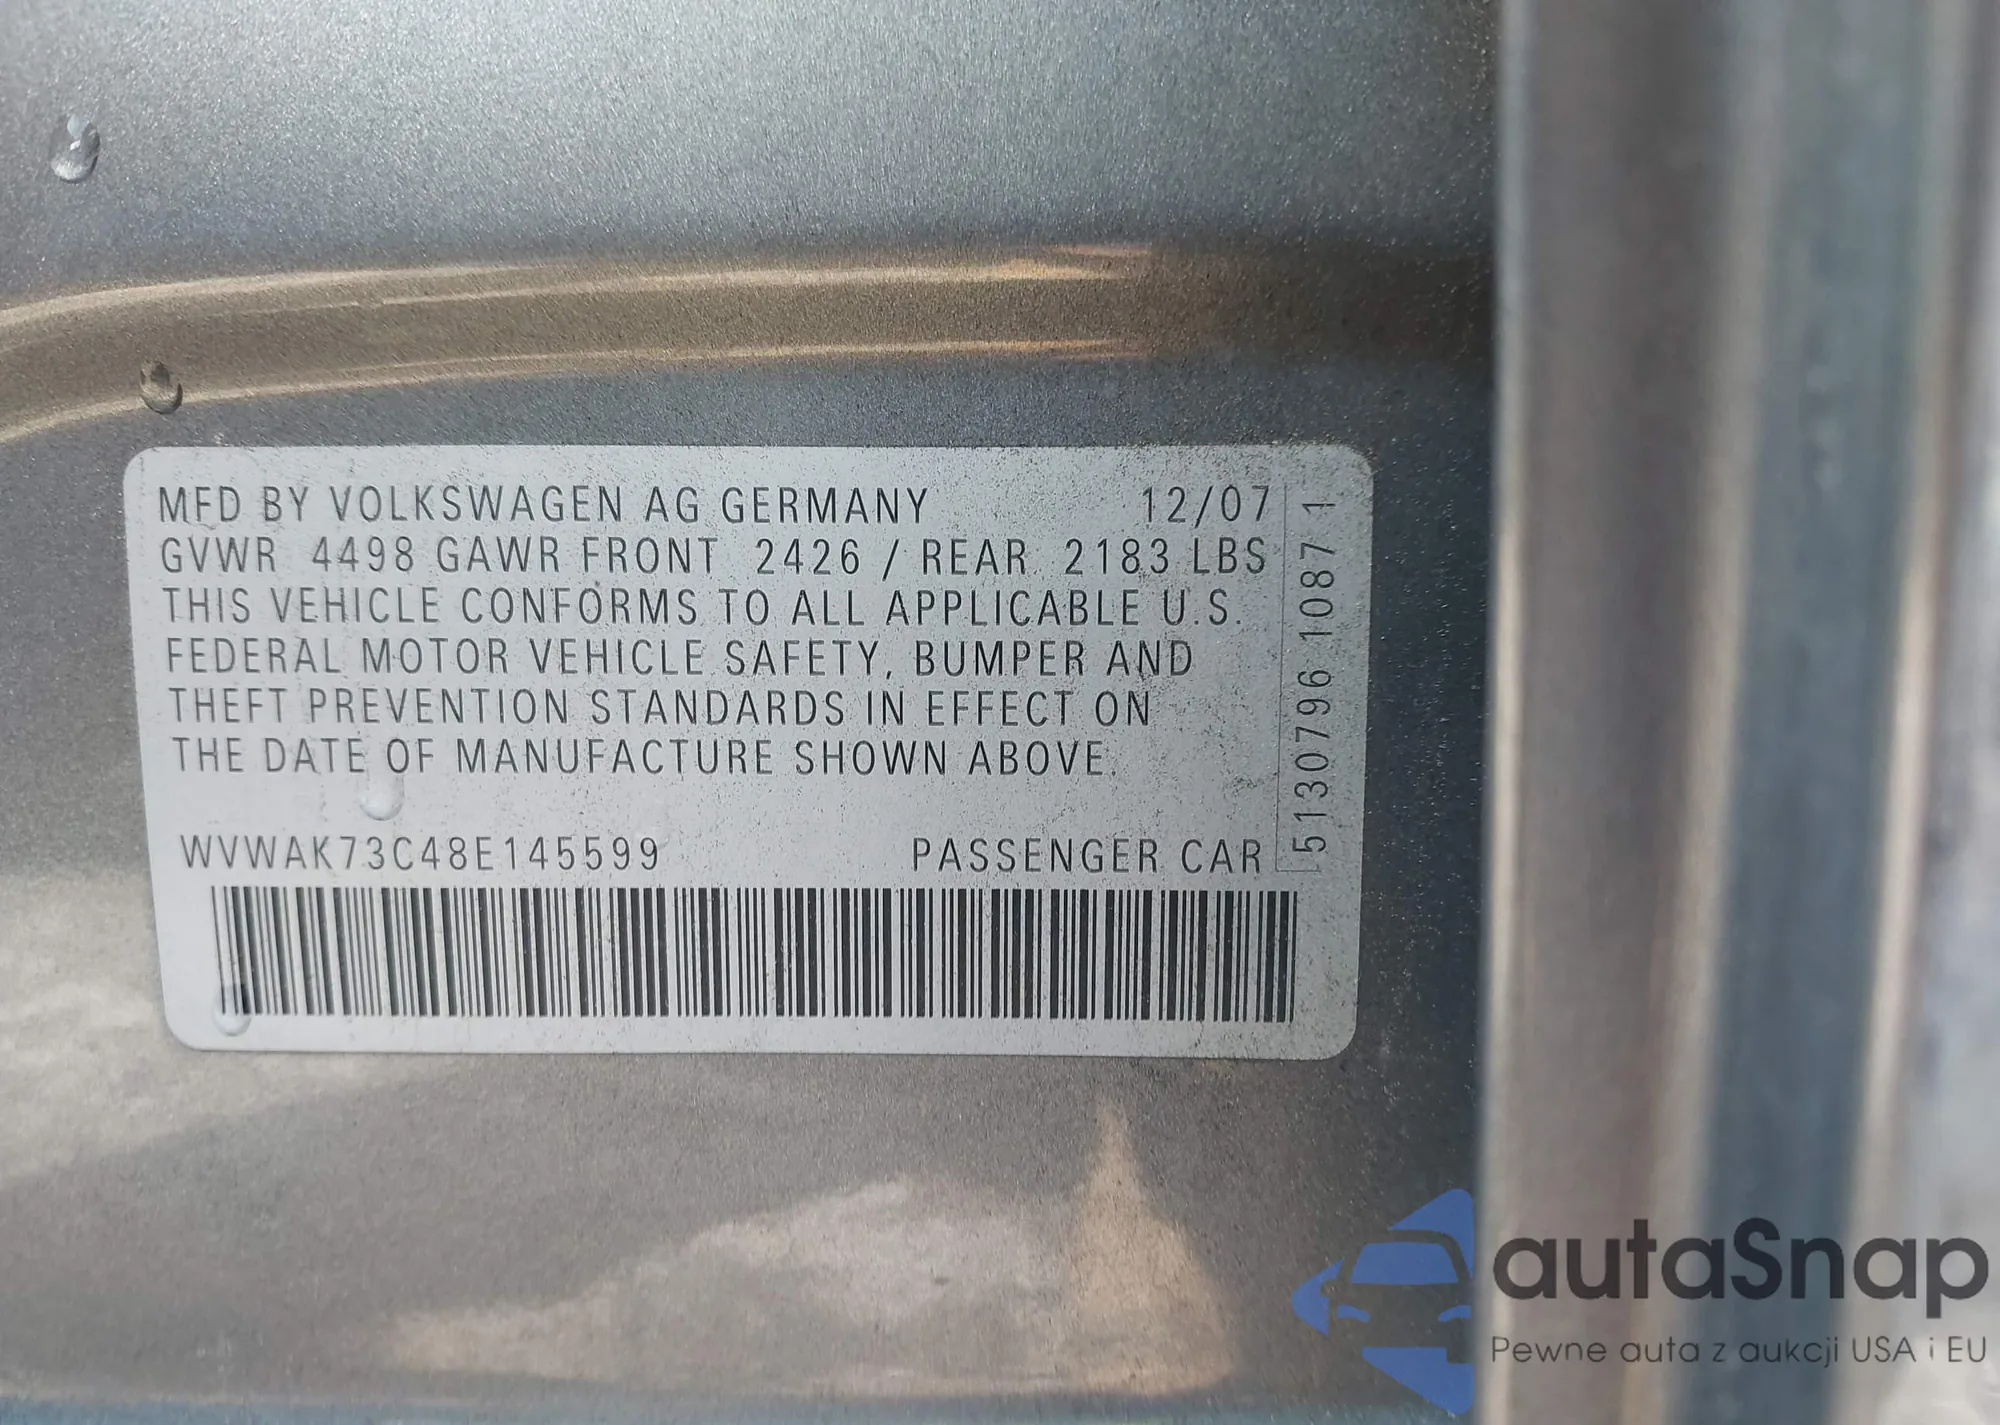 MFD BY VOLKSWAGEN AG GERMANY 12/07
GVWR 4498 GAWR FRONT 2426 / REAR 2183 LBS
THIS VEHICLE CONFORMS TO ALL APPLICABLE U.S.
FEDERAL MOTOR VEHICLE SAFETY, BUMPER AND
THEFT PREVENTION STANDARDS IN EFFECT ON
THE DATE OF MANUFACTURE SHOWN ABOVE.
WVWAK73C48E145599 PASSENGER CAR
5130796 1087 1
autaSnap
Pewne auta z aukcji USA i EU